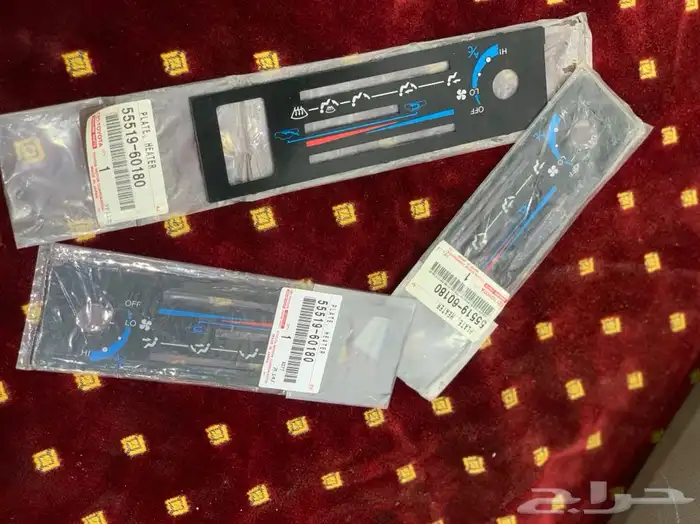 TOYOTA
PLATE, HEATER
55519-60180
1
HI
A/C
LO
OFF
PLATE, HEATER
55519-60180
1
OFF
OFF
LO
PLATE, HEATER
55519-60180
1
حراج